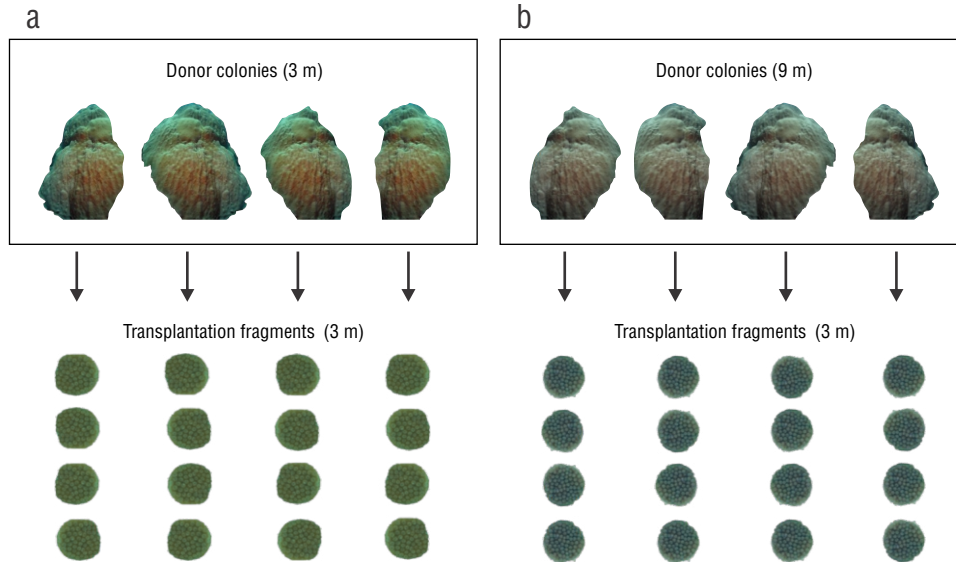 a
Donor colonies (3 m)
Transplantation fragments (3 m)
b
Donor colonies (9 m)
Transplantation fragments (3 m)